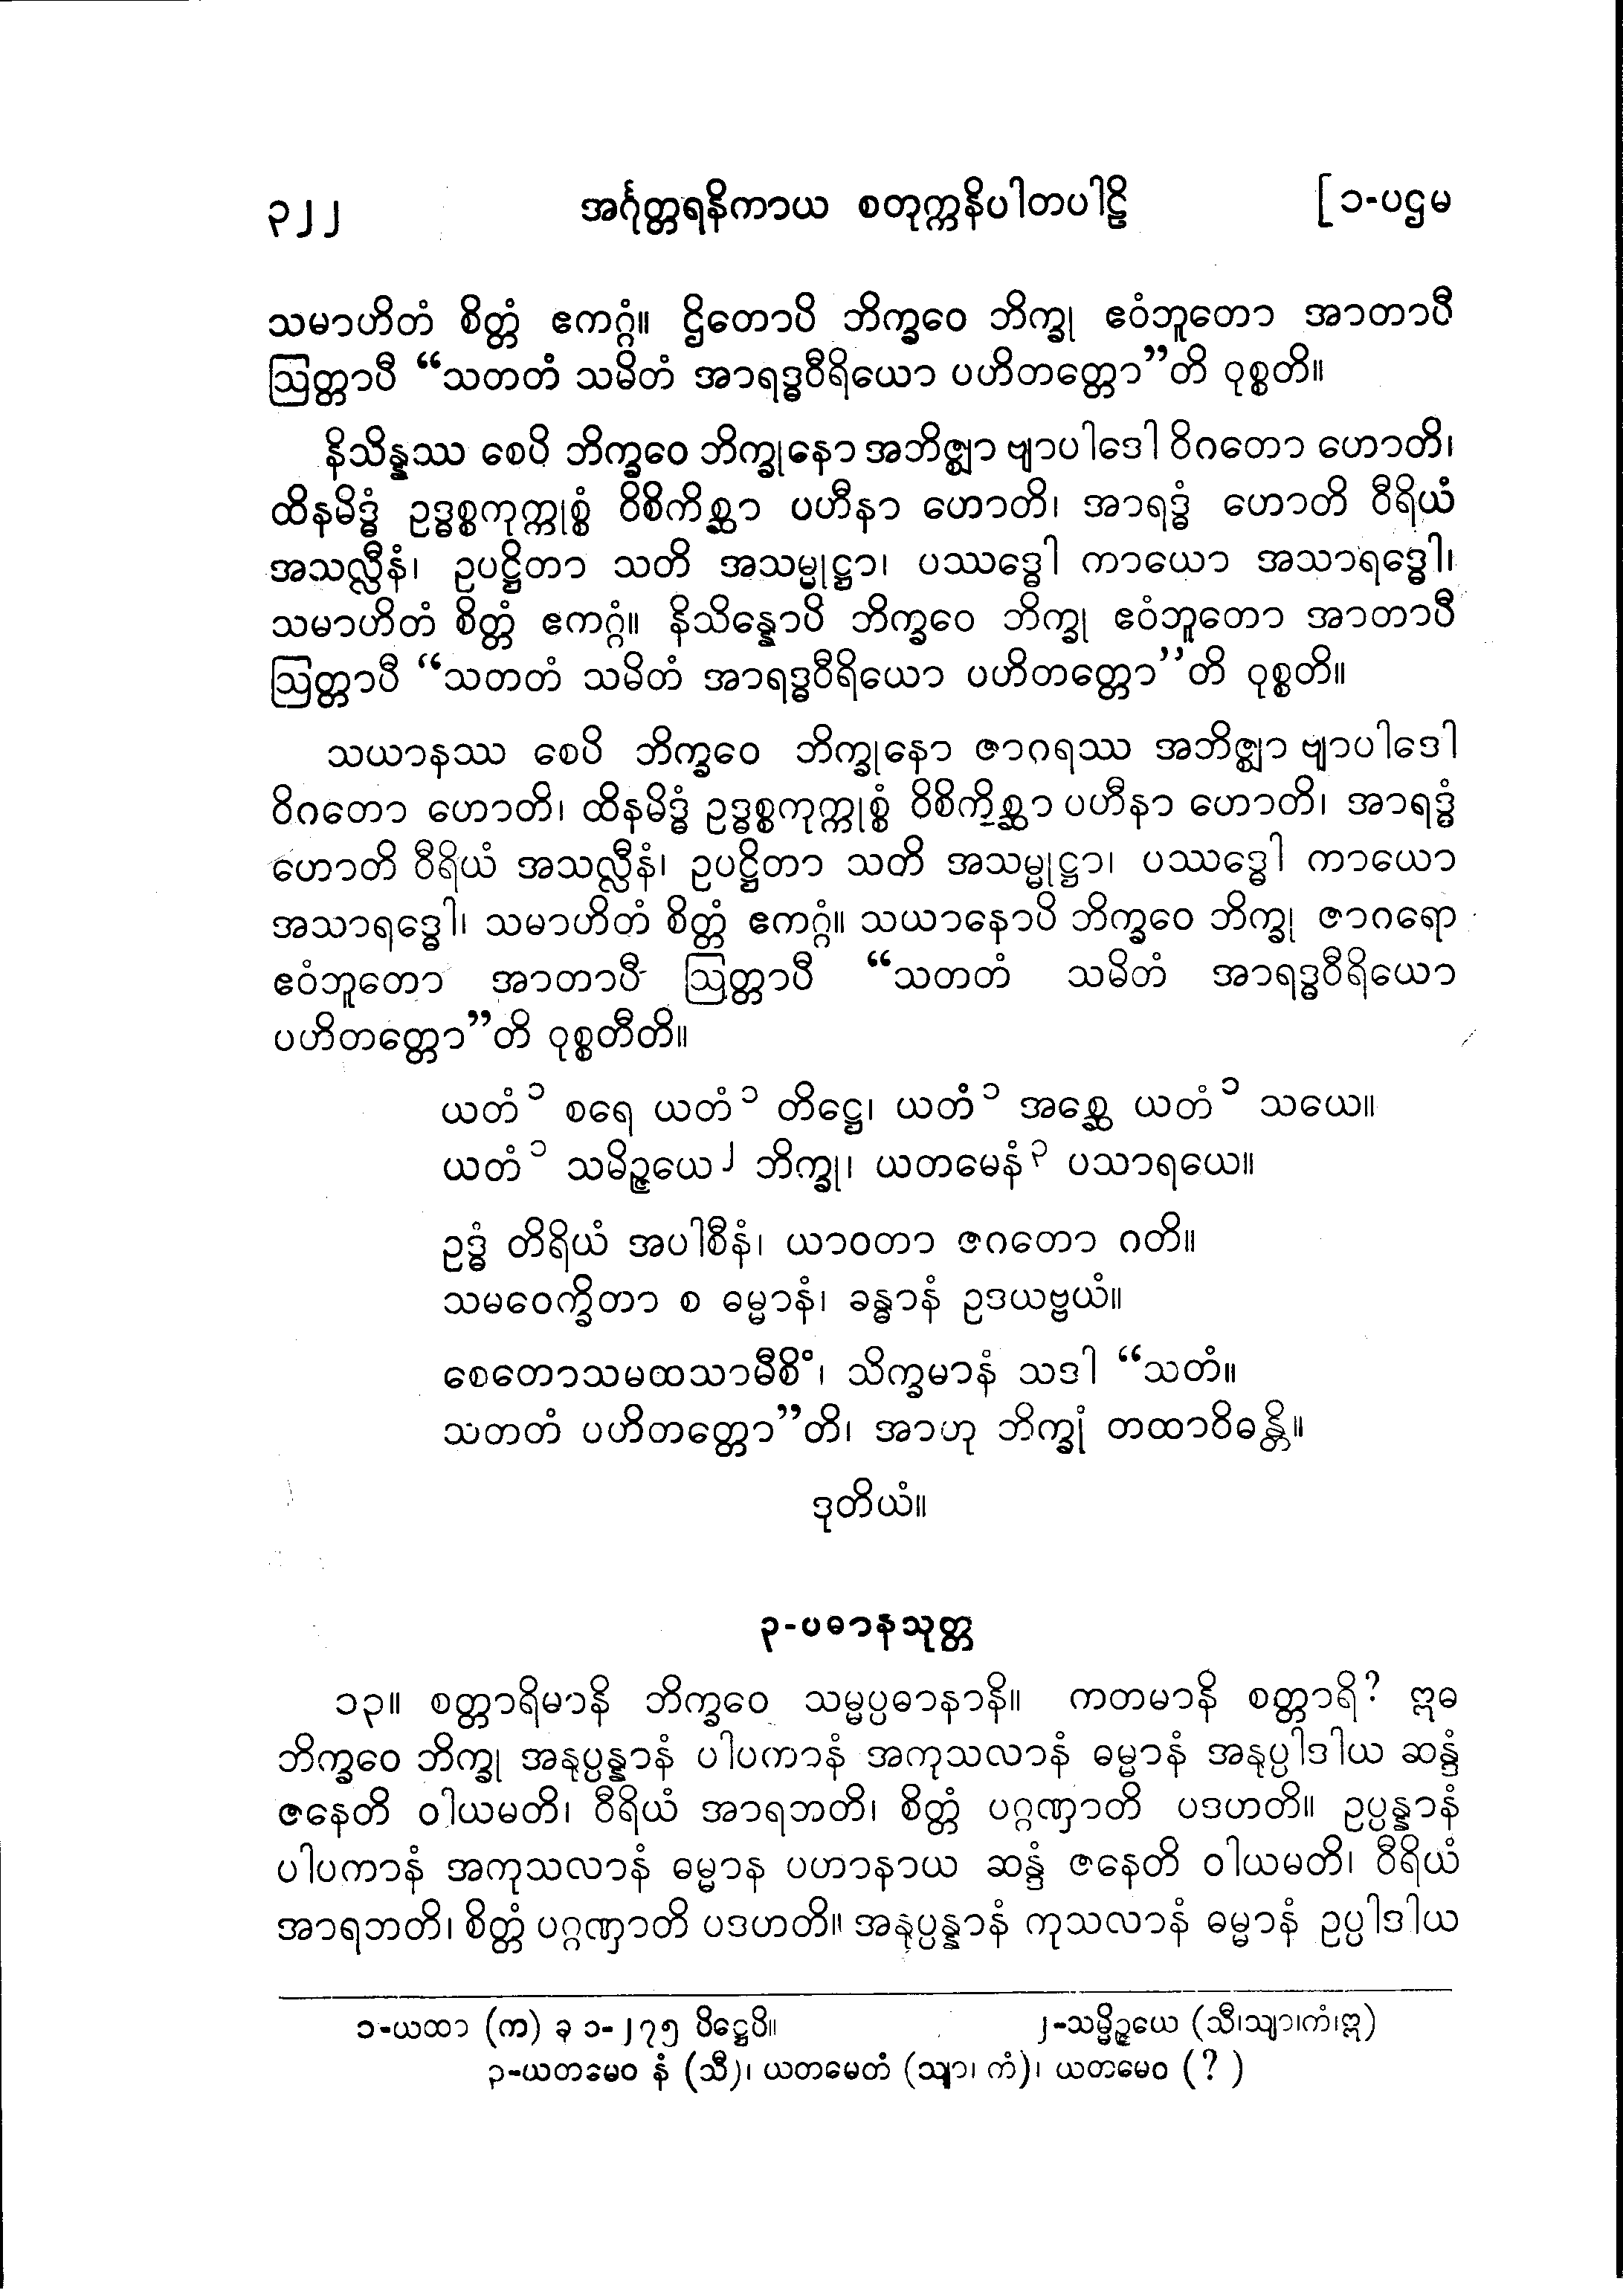 ၃၂၂ အင်္ဂုတ္တရနိကာယ စတုက္ကနိပါတပါဠိ [ ၁-ပဌမ
သမာဟိတံ စိတ္တံ ဧကဂ္ဂံ။ ဌိတောပိ ဘိက္ခဝေ ဘိက္ခု ဧဝံဘူတော အာတာပီ
ဩတ္တာပီ “သတတံ သမိတံ အာရဒ္ဓဝီရိယော ပဟိတတ္တော”တိ ဝုစ္စတိ။
နိသိန္နဿ စေပိ ဘိက္ခဝေ ဘိက္ခုနော အဘိဇ္ဈာ ဗျာပါဒေါ ဝိဂတော ဟောတိ၊
ထိနမိဒ္ဓံ ဥဒ္ဓစ္စကုက္ကုစ္စံ ဝိစိကိစ္ဆာ ပဟီနာ ဟောတိ၊ အာရဒ္ဓံ ဟောတိ ဝီရိယံ
အသလ္လီနံ၊ ဥပဋ္ဌိတာ သတိ အသမ္မုဋ္ဌာ၊ ပဿဒ္ဓေါ ကာယော အသာရဒ္ဓေါ၊
သမာဟိတံ စိတ္တံ ဧကဂ္ဂံ။ နိသိန္နောပိ ဘိက္ခဝေ ဘိက္ခု ဧဝံဘူတော အာတာပီ
ဩတ္တာပီ “သတတံ သမိတံ အာရဒ္ဓဝီရိယော ပဟိတတ္တော”တိ ဝုစ္စတိ။
သယာနဿ စေပိ ဘိက္ခဝေ ဘိက္ခုနော ဇာဂရဿ အဘိဇ္ဈာ ဗျာပါဒေါ
ဝိဂတော ဟောတိ၊ ထိနမိဒ္ဓံ ဥဒ္ဓစ္စကုက္ကုစ္စံ ဝိစိကိစ္ဆာ ပဟီနာ ဟောတိ၊ အာရဒ္ဓံ
ဟောတိ ဝီရိယံ အသလ္လီနံ၊ ဥပဋ္ဌိတာ သတိ အသမ္မုဋ္ဌာ၊ ပဿဒ္ဓေါ ကာယော
အသာရဒ္ဓေါ၊ သမာဟိတံ စိတ္တံ ဧကဂ္ဂံ။ သယာနောပိ ဘိက္ခဝေ ဘိက္ခု ဇာဂရော
ဧဝံဘူတော အာတာပီ ဩတ္တာပီ “သတတံ သမိတံ အာရဒ္ဓဝီရိယော
ပဟိတတ္တော”တိ ဝုစ္စတီတိ။
ယတံ ၁ စရေ ယတံ ၁ တိဋ္ဌေ၊ ယတံ ၁ အစ္ဆေ ယတံ ၁ သယေ။
ယတံ ၁ သမိဉ္ဇယေ ၂ ဘိက္ခု၊ ယတမေနံ ၃ ပသာရယေ။
ဥဒ္ဓံ တိရိယံ အပါစီနံ၊ ယာဝတာ ဇဂတော ဂတိ။
သမဝေက္ခိတာ စ ဓမ္မာနံ၊ ခန္ဓာနံ ဥဒယဗ္ဗယံ။
စေတောသမထသာမီစိံ၊ သိက္ခမာနံ သဒါ “သတံ။
သတတံ ပဟိတတ္တော”တိ၊ အာဟု ဘိက္ခုံ တထာဝိဓန္တိ။
ဒုတိယံ။
၃-ပဓာနသုတ္တ
၁၃။ စတ္တာရိမာနိ ဘိက္ခဝေ သမ္မပ္ပဓာနာနိ။ ကတမာနိ စတ္တာရိ? ဣဓ
ဘိက္ခဝေ ဘိက္ခု အနုပ္ပန္နာနံ ပါပကာနံ အကုသလာနံ ဓမ္မာနံ အနုပ္ပါဒါယ ဆန္ဒံ
ဇနေတိ ဝါယမတိ၊ ဝီရိယံ အာရဘတိ၊ စိတ္တံ ပဂ္ဂဏှာတိ ပဒဟတိ။ ဥပ္ပန္နာနံ
ပါပကာနံ အကုသလာနံ ဓမ္မာန ပဟာနာယ ဆန္ဒံ ဇနေတိ ဝါယမတိ၊ ဝီရိယံ
အာရဘတိ၊ စိတ္တံ ပဂ္ဂဏှာတိ ပဒဟတိ။ အနုပ္ပန္နာနံ ကုသလာနံ ဓမ္မာနံ ဥပ္ပါဒါယ
၁-ယထာ (က) ခု ၁-၂၇၅ ပိဋ္ဌေပိ။ ၂-သမ္မိဉ္ဇယေ (သီ၊သျာ၊ကံ၊ဣ)
၃-ယတမေဝ နံ (သီ)၊ ယတမေတံ (သျာ၊ ကံ)၊ ယတမေဝ (?)